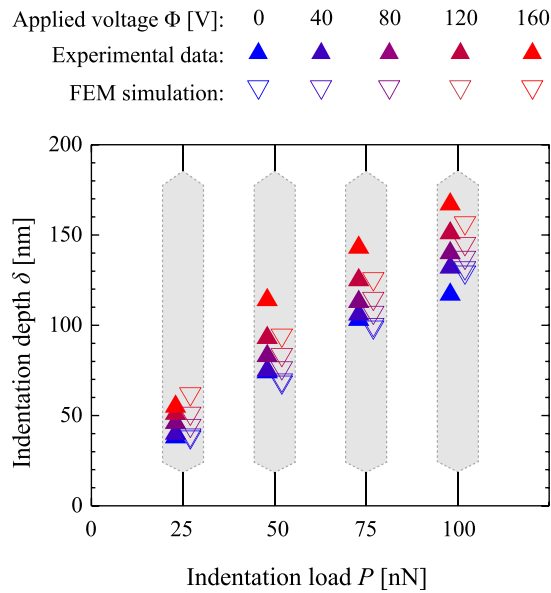 Applied voltage Φ [V]: 0 40 80 120 160
Experimental data:
FEM simulation:
200
150
100
50
0
Indentation depth δ [nm]
0 25 50 75 100
Indentation load P [nN]